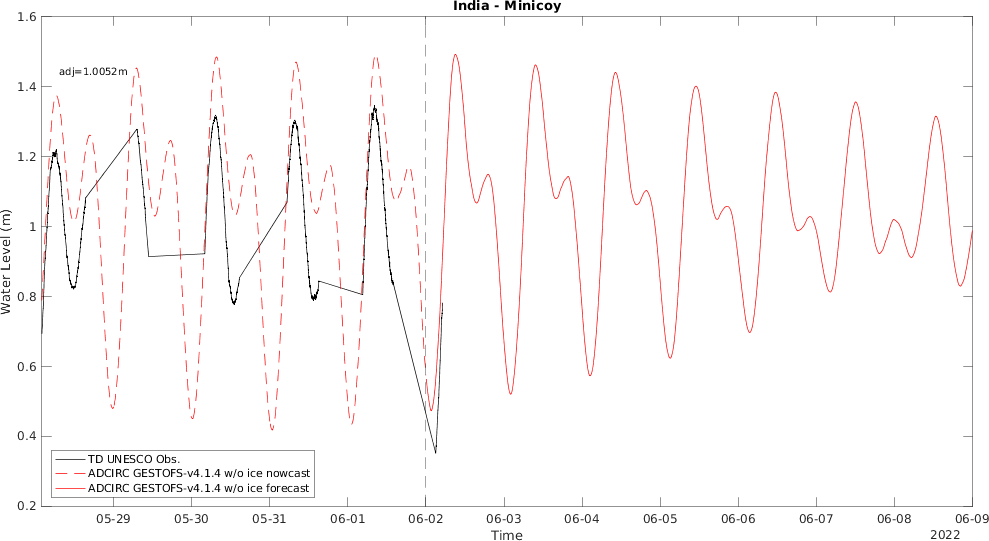 India - Minicoy
1.6
1.4
1.2
1
0.8
0.6
0.4
0.2
Water Level (m)
adj=1.0052m
TD UNESCO Obs.
ADCIRC GESTOFS-v4.1.4 w/o ice nowcast
ADCIRC GESTOFS-v4.1.4 w/o ice forecast
05-29 05-30 05-31 06-01 06-02 06-03 06-04 06-05 06-06 06-07 06-08 06-09
Time
2022